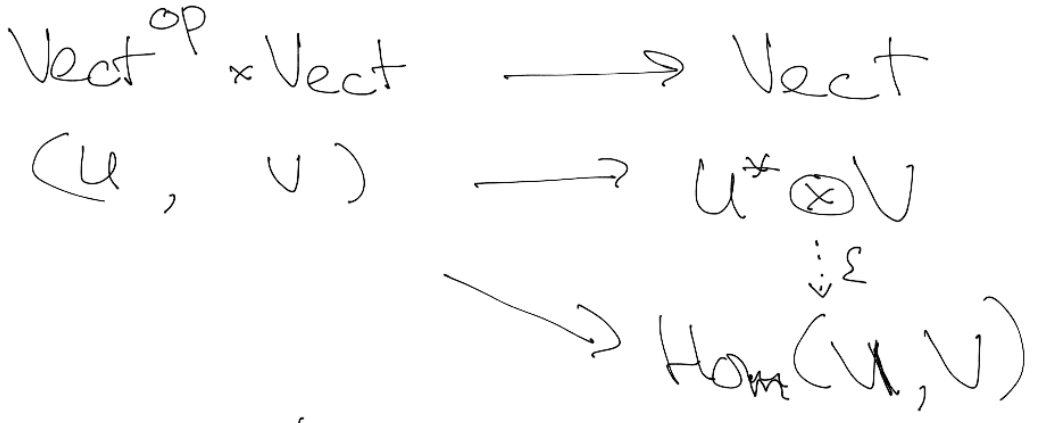 Vect^op × Vect ⟶ Vect
(U, V) ⟶ U* ⊗ V
⇣ ε
↘ Hom(U, V)